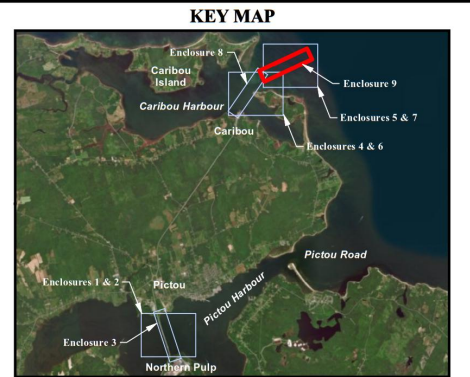 KEY MAP
Enclosure 8
Caribou
Island
Enclosure 9
Caribou Harbour
Enclosures 5 & 7
Caribou
Enclosures 4 & 6
Pictou Road
Enclosures 1 & 2
Pictou
Pictou Harbour
Enclosure 3
Northern Pulp